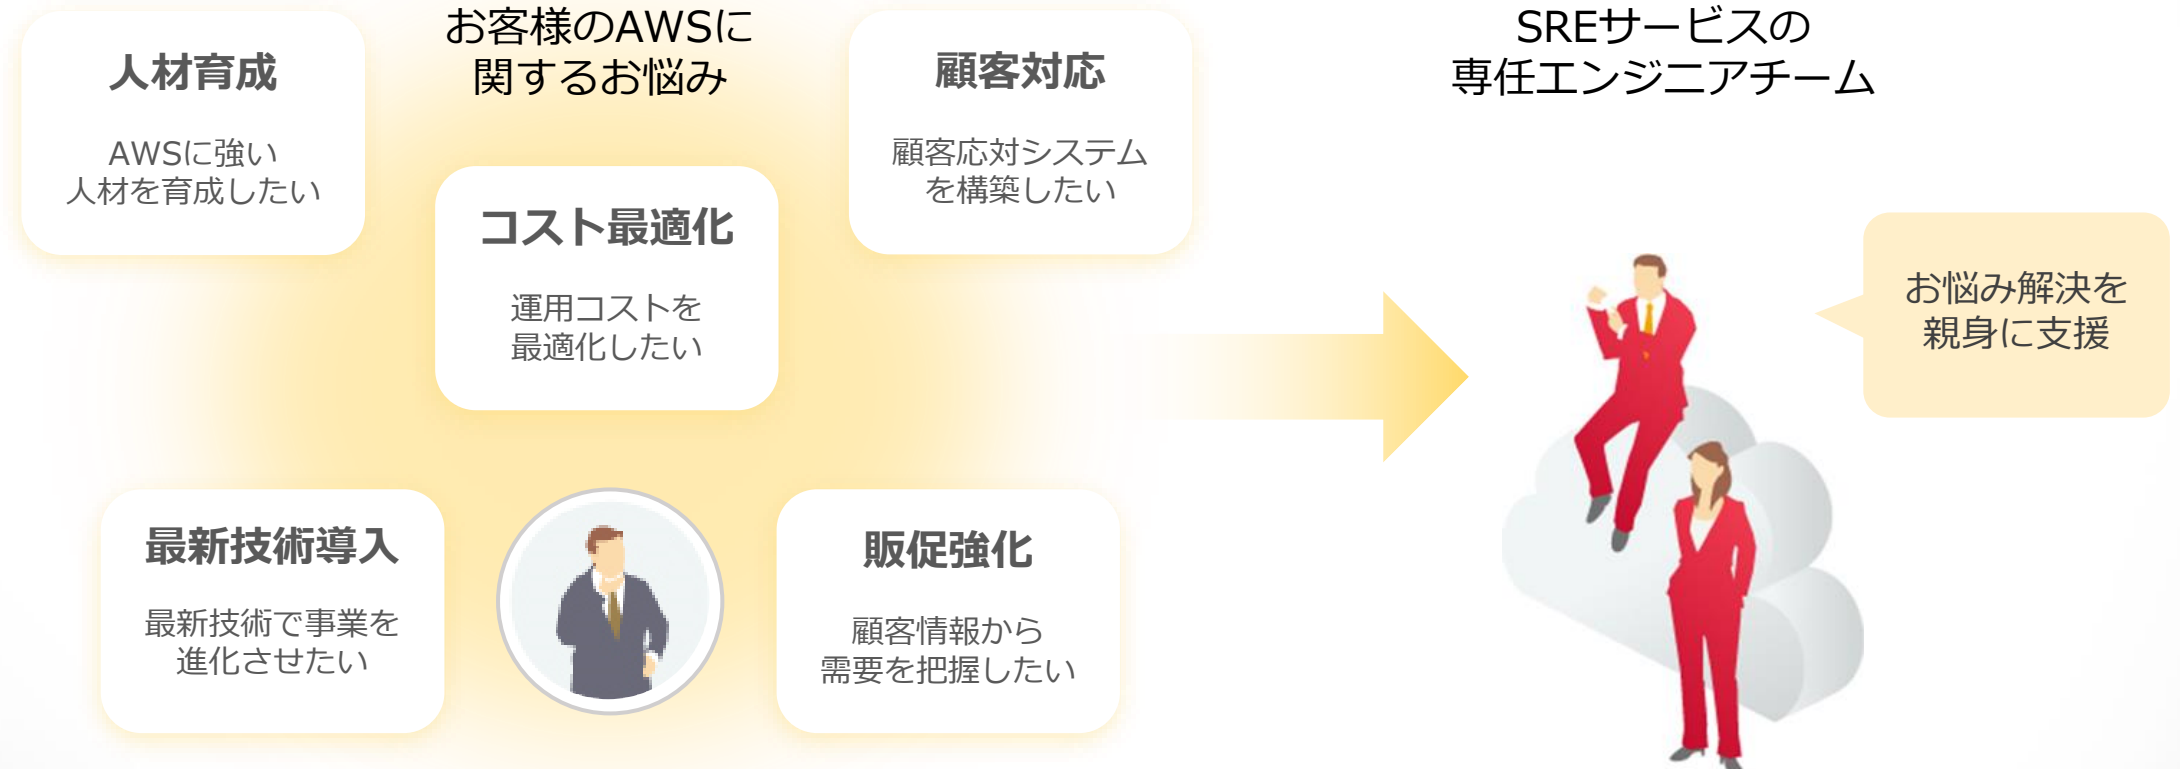 お客様のAWSに
関するお悩み
人材育成
AWSに強い
人材を育成したい
コスト最適化
運用コストを
最適化したい
顧客対応
顧客応対システム
を構築したい
最新技術導入
最新技術で事業を
進化させたい
販促強化
顧客情報から
需要を把握したい
SREサービスの
専任エンジニアチーム
お悩み解決を
親身に支援